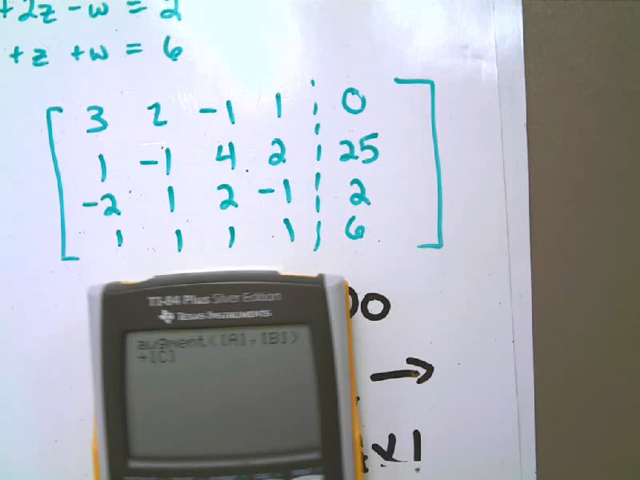 +2z -w = 2
+z +w = 6
3 2 -1 1 0
1 -1 4 2 25
-2 1 2 -1 2
1 1 1 1 6
TI-84 Plus Silver Edition
TEXAS INSTRUMENTS
augment([A],[B])
→[C]
→